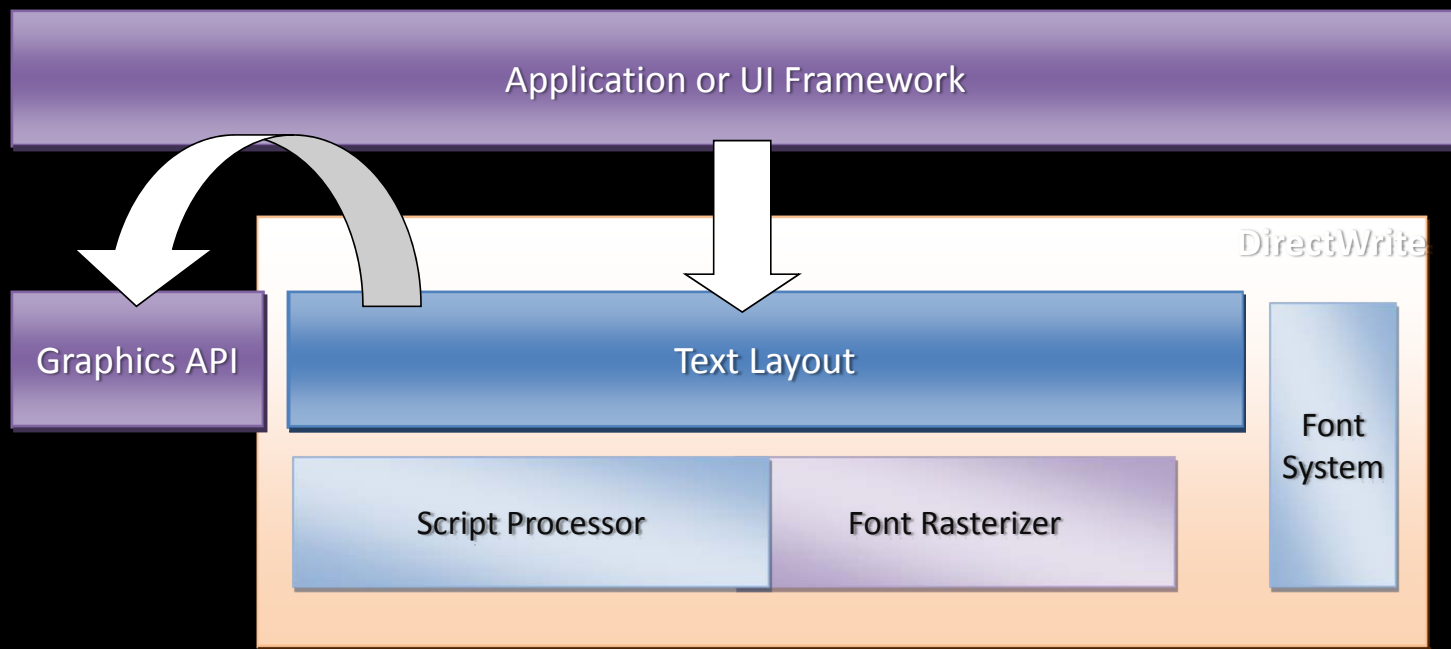 Application or UI Framework
DirectWrite
Graphics API
Text Layout
Font
System
Script Processor
Font Rasterizer